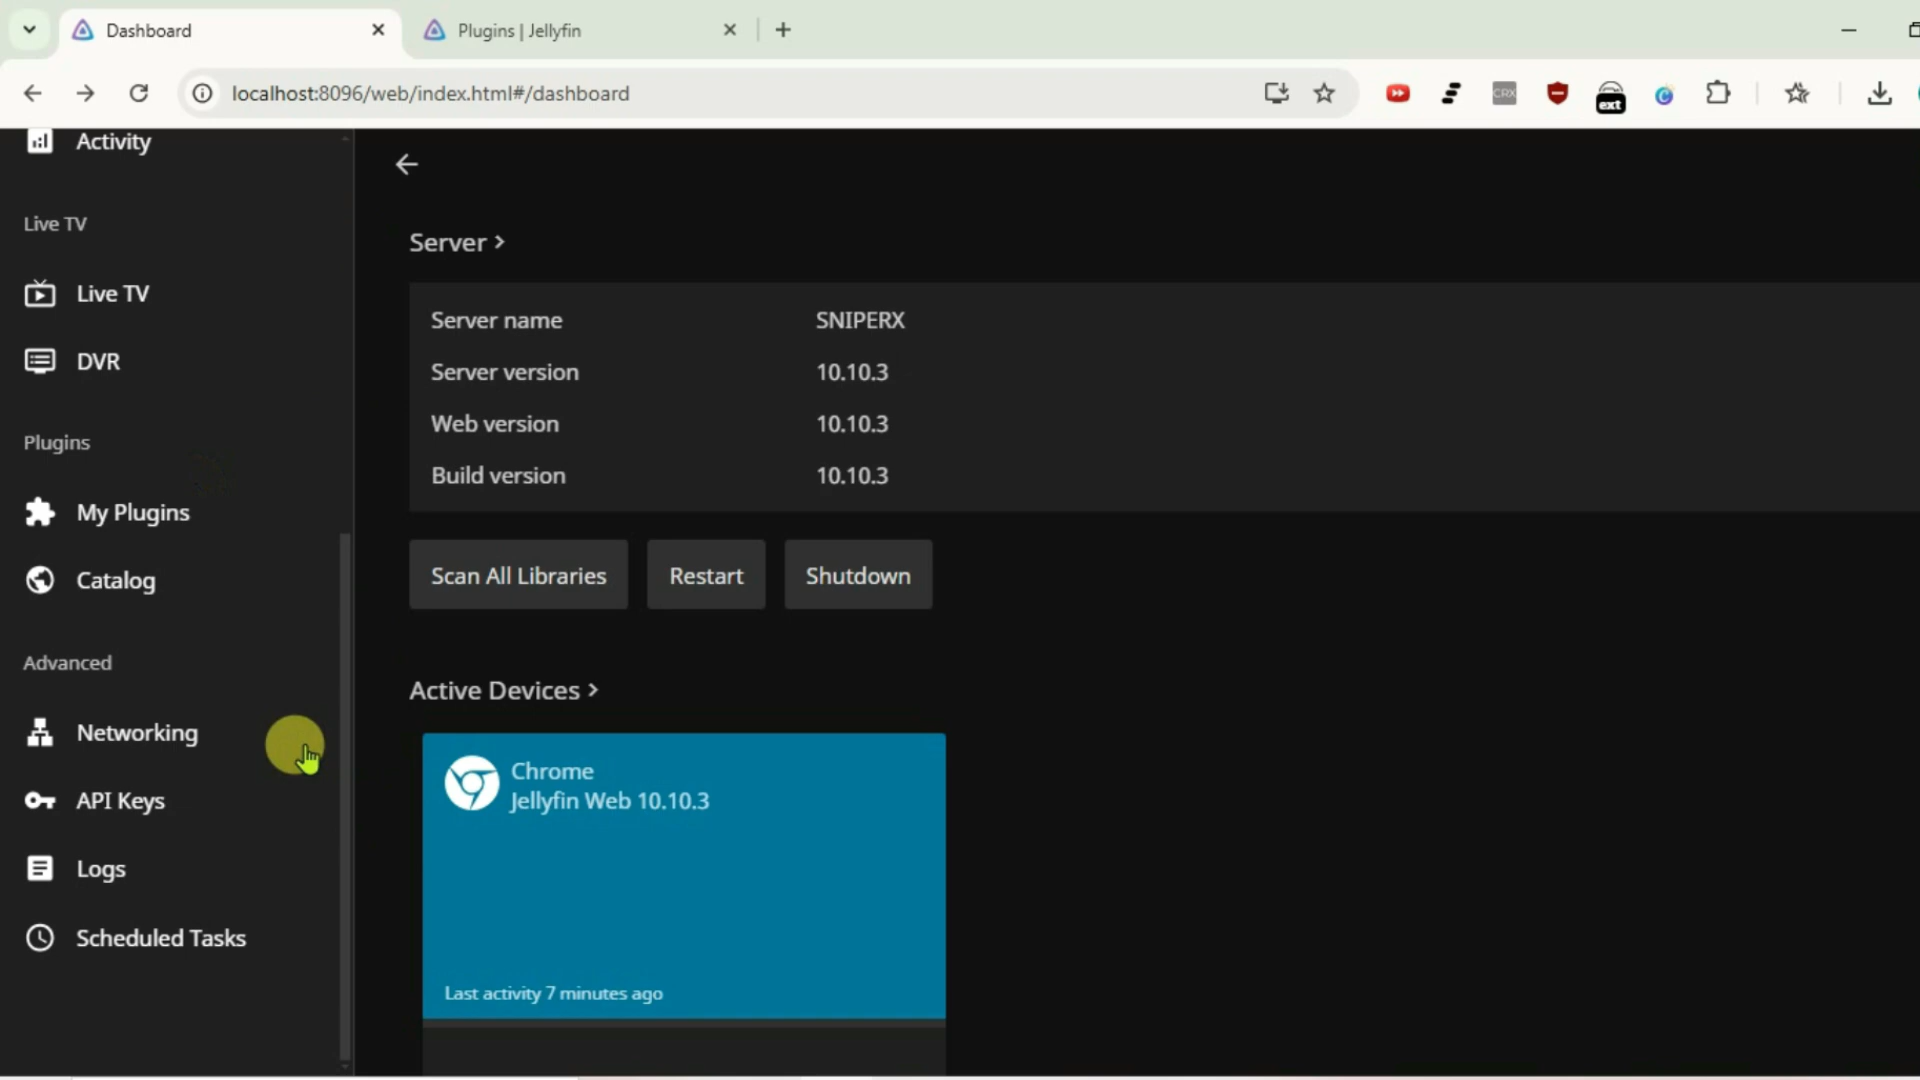 Dashboard
Plugins | Jellyfin
localhost:8096/web/index.html#/dashboard
CRX
ext
Activity
Live TV
Live TV
DVR
Plugins
My Plugins
Catalog
Advanced
Networking
API Keys
Logs
Scheduled Tasks
Server
Server name SNIPERX
Server version 10.10.3
Web version 10.10.3
Build version 10.10.3
Scan All Libraries Restart Shutdown
Active Devices
Chrome
Jellyfin Web 10.10.3
Last activity 7 minutes ago